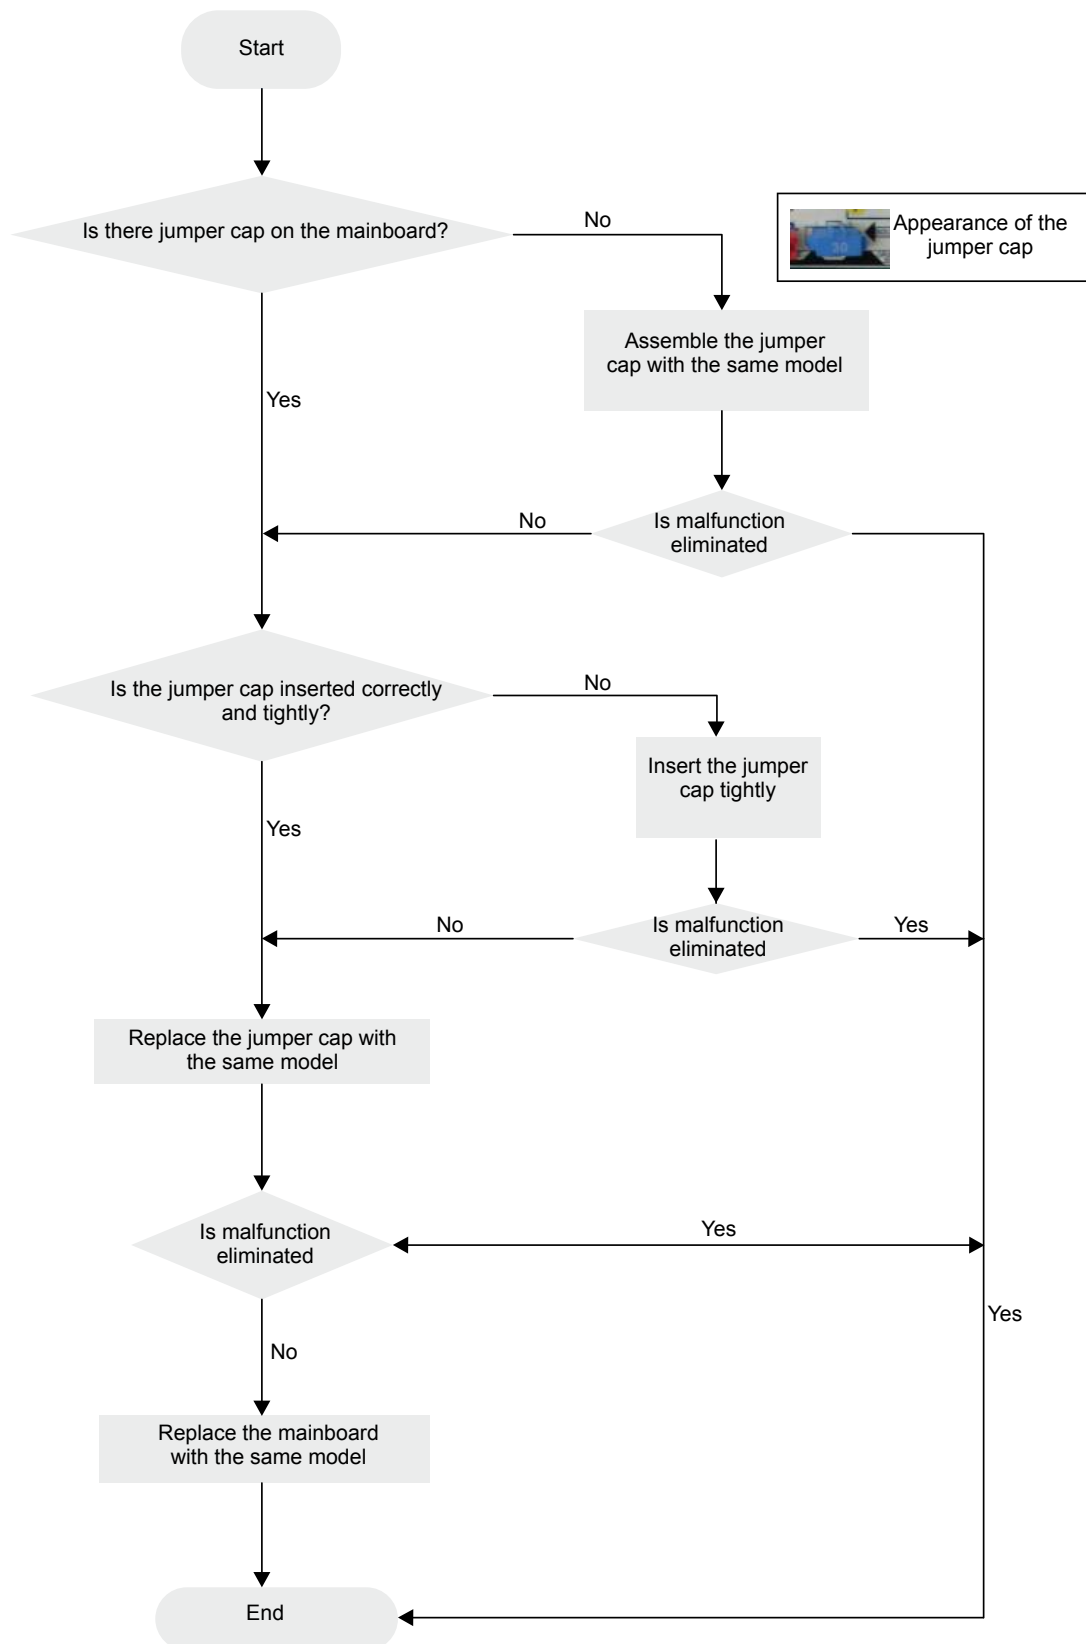 Start
Is there jumper cap on the mainboard?
No
Appearance of the
jumper cap
30
Assemble the jumper
cap with the same model
Yes
No
Is malfunction
eliminated
Is the jumper cap inserted correctly
and tightly?
No
Insert the jumper
cap tightly
Yes
No
Is malfunction
eliminated
Yes
Replace the jumper cap with
the same model
Is malfunction
eliminated
Yes
Yes
No
Replace the mainboard
with the same model
End